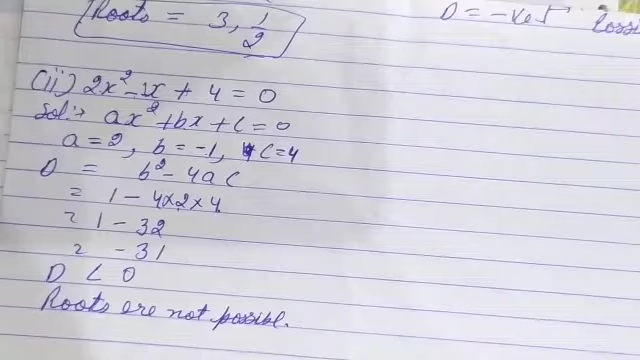 Roots = 3, 1/2
D = -ve
(ii) 2x² - x + 4 = 0
Sol:→ ax² + bx + c = 0
a = 2, b = -1, c = 4
D = b² - 4ac
= 1 - 4×2×4
= 1 - 32
= -31
D < 0
Roots are not possible.